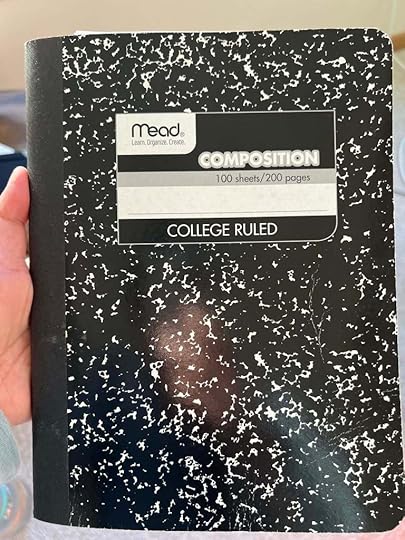 Mead®
Learn. Organize. Create.
COMPOSITION
100 sheets/200 pages
COLLEGE RULED